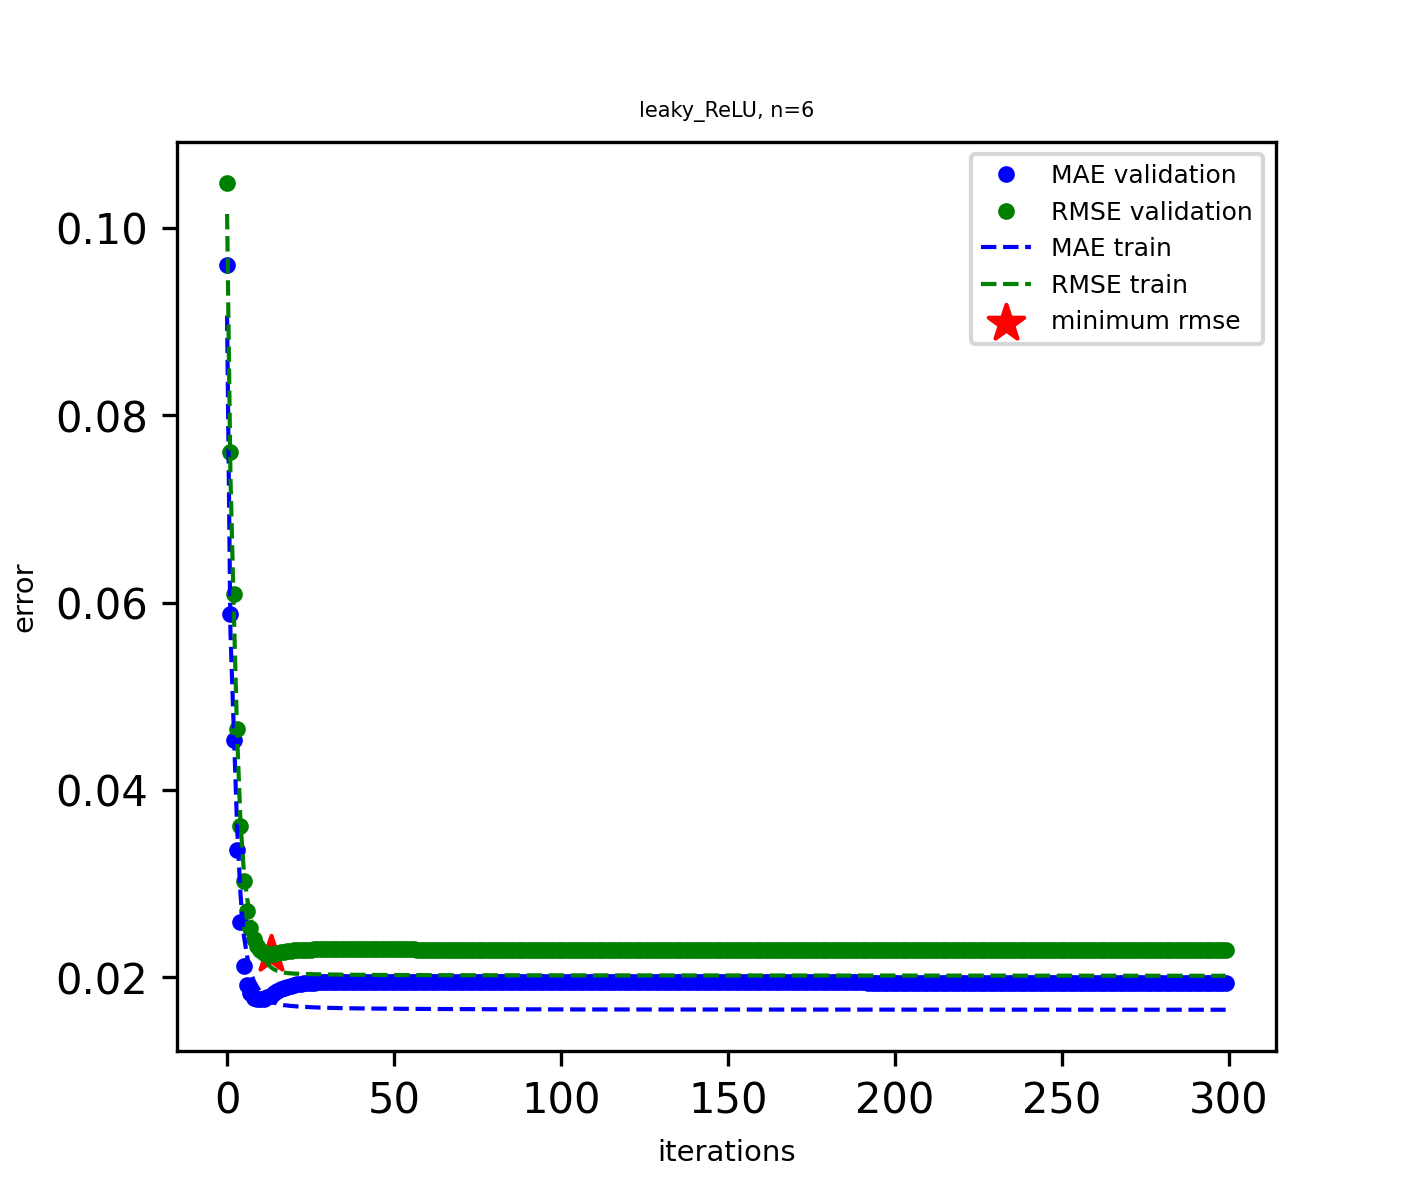 leaky_ReLU, n=6
MAE validation
RMSE validation
MAE train
RMSE train
minimum rmse
0.10
0.08
0.06
0.04
0.02
error
0 50 100 150 200 250 300
iterations